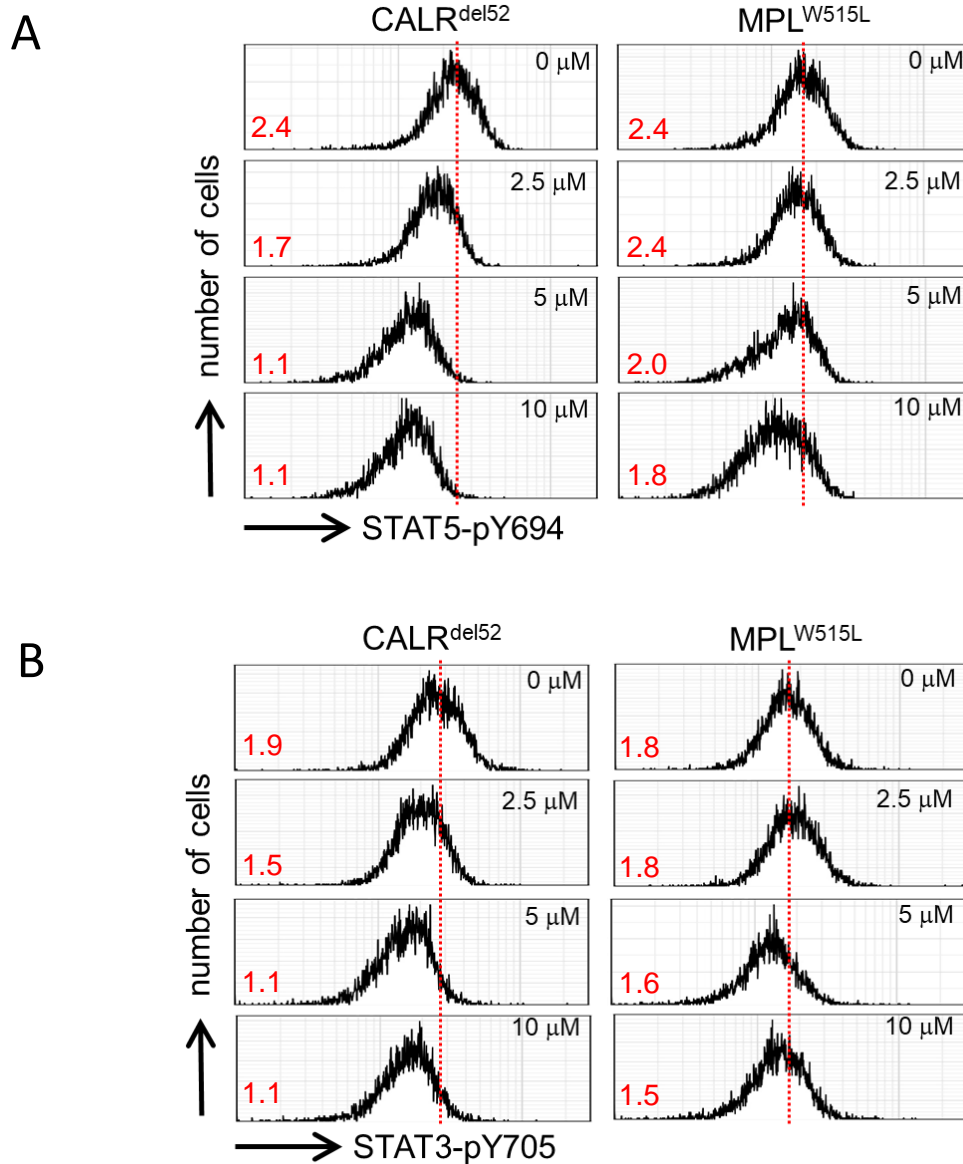 A
CALRdel52
MPLW515L
0 μM
2.4
0 μM
2.4
2.5 μM
1.7
2.5 μM
2.4
5 μM
1.1
5 μM
2.0
10 μM
1.1
10 μM
1.8
number of cells
STAT5-pY694
B
CALRdel52
MPLW515L
0 μM
1.9
0 μM
1.8
2.5 μM
1.5
2.5 μM
1.8
5 μM
1.1
5 μM
1.6
10 μM
1.1
10 μM
1.5
number of cells
STAT3-pY705